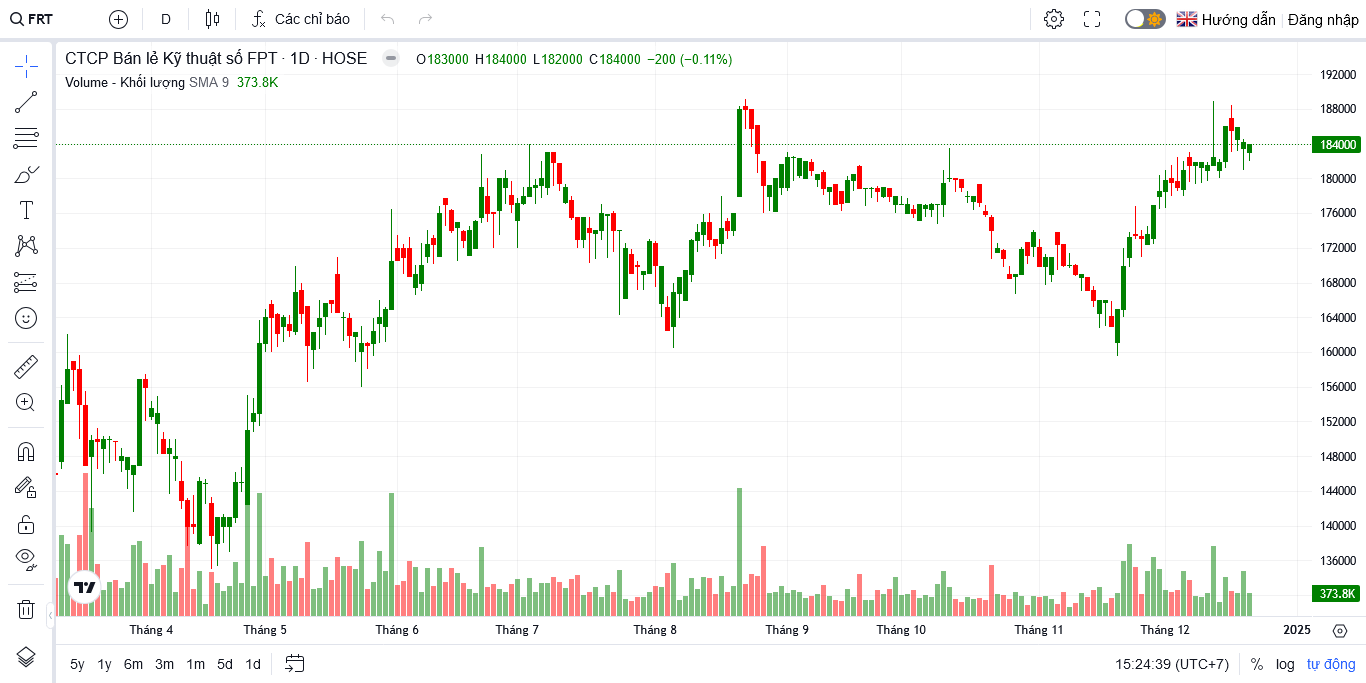 FRT D Các chỉ báo Hướng dẫn Đăng nhập
CTCP Bán lẻ Kỹ thuật số FPT · 1D · HOSE O183000 H184000 L182000 C184000 −200 (−0.11%)
Volume - Khối lượng SMA 9 373.8K
192000
188000
184000
180000
176000
172000
168000
164000
160000
156000
152000
148000
144000
140000
136000
373.8K
Tháng 4 Tháng 5 Tháng 6 Tháng 7 Tháng 8 Tháng 9 Tháng 10 Tháng 11 Tháng 12 2025
5y 1y 6m 3m 1m 5d 1d 15:24:39 (UTC+7) % log tự động